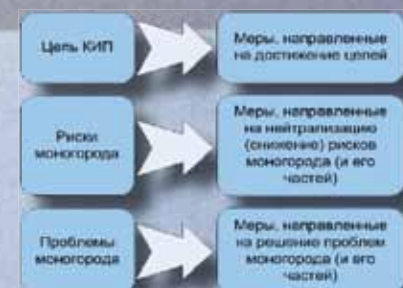 Цель КИП
Меры, направленные
на достижение целей
Риски
моногорода
Меры, направленные
на нейтрализацию
(снижение) рисков
моногорода (и его
частей)
Проблемы
моногорода
Меры, направленные
на решение проблем
моногорода (и его
частей)